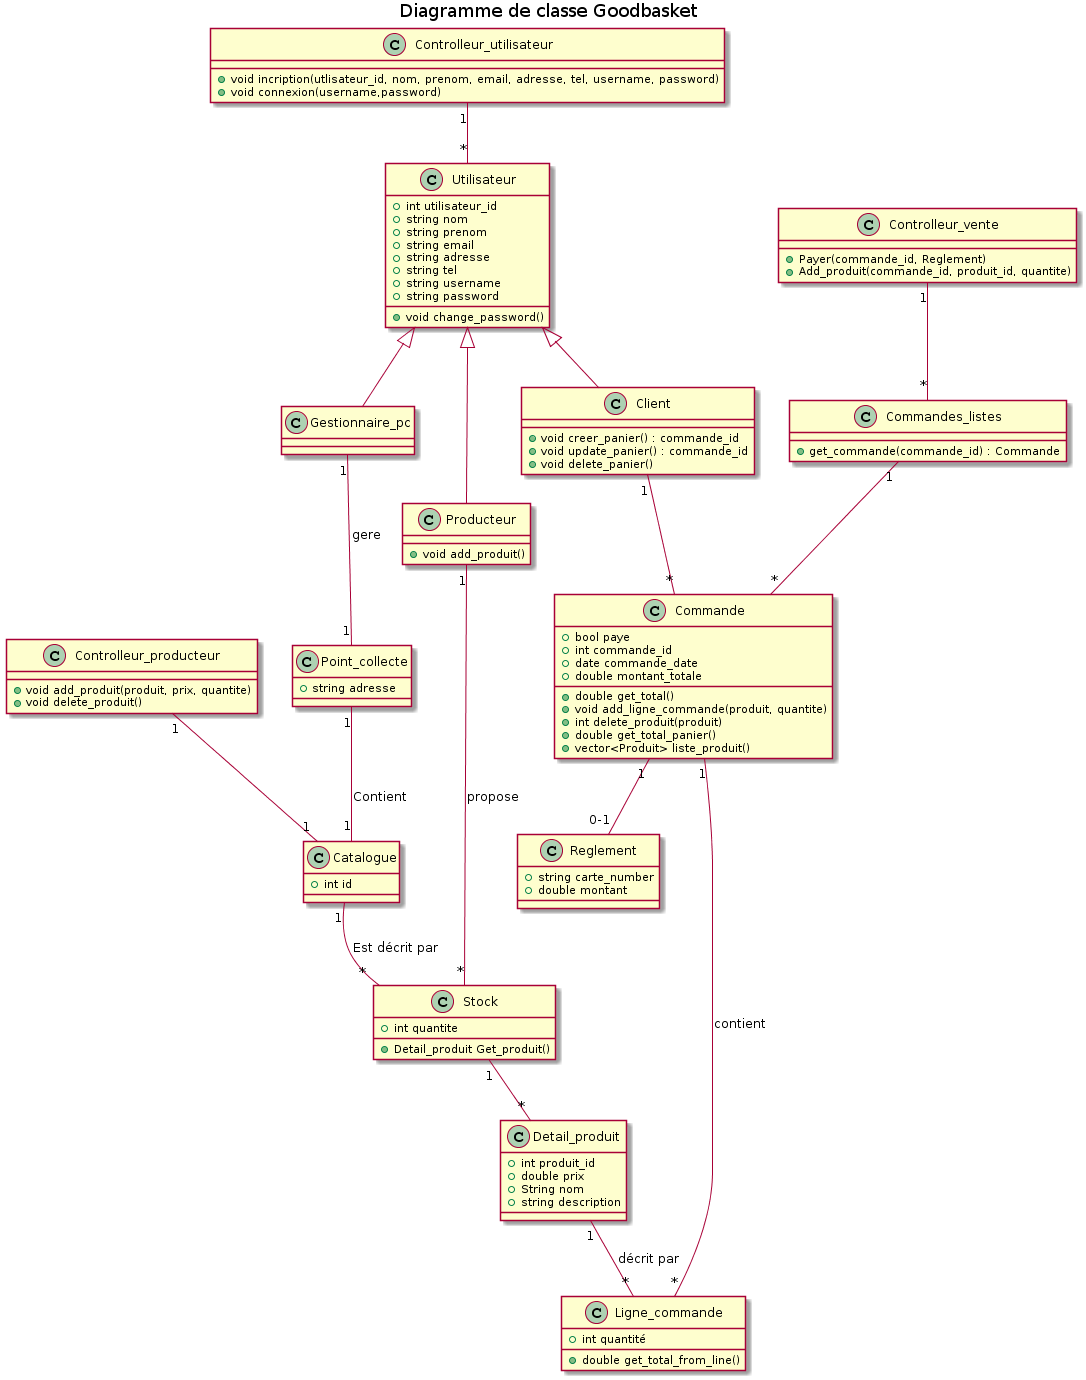 Diagramme de classe Goodbasket
C Controlleur_utilisateur
void incription(utlisateur_id, nom, prenom, email, adresse, tel, username, password)
void connexion(username,password)
1
*
C Utilisateur
int utilisateur_id
string nom
string prenom
string email
string adresse
string tel
string username
string password
void change_password()
C Controlleur_vente
Payer(commande_id, Reglement)
Add_produit(commande_id, produit_id, quantite)
1
*
C Gestionnaire_pc
C Client
void creer_panier() : commande_id
void update_panier() : commande_id
void delete_panier()
C Commandes_listes
get_commande(commande_id) : Commande
1
gere
1
C Producteur
void add_produit()
1
*
1
*
1
C Controlleur_producteur
void add_produit(produit, prix, quantite)
void delete_produit()
C Point_collecte
string adresse
C Commande
bool paye
int commande_id
date commande_date
double montant_totale
double get_total()
void add_ligne_commande(produit, quantite)
int delete_produit(produit)
double get_total_panier()
vector<Produit> liste_produit()
1
1
1
Contient
1
propose
*
1
0-1
1
C Catalogue
int id
C Reglement
string carte_number
double montant
1
Est décrit par
*
C Stock
int quantite
Detail_produit Get_produit()
contient
1
*
C Detail_produit
int produit_id
double prix
String nom
string description
1
décrit par
*
*
C Ligne_commande
int quantité
double get_total_from_line()